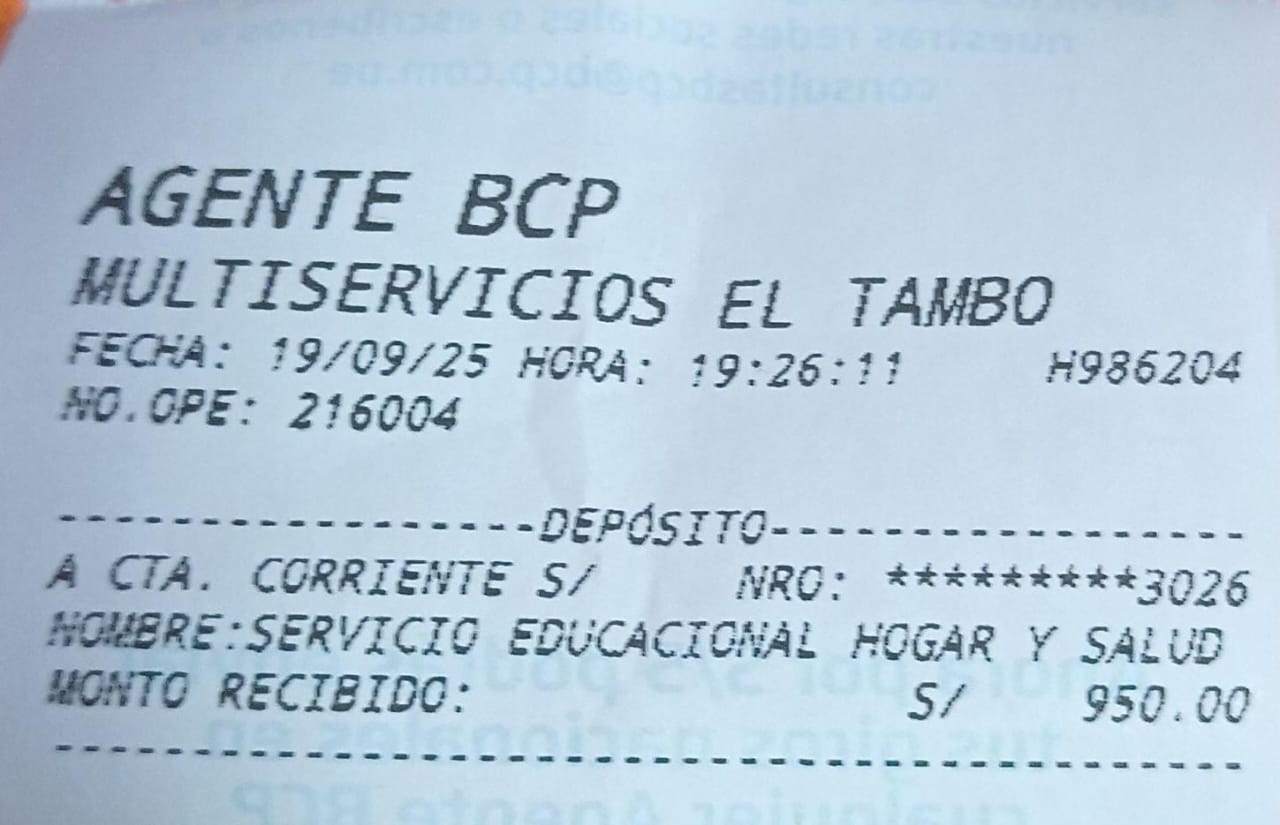 AGENTE BCP
MULTISERVICIOS EL TAMBO
FECHA: 19/09/25 HORA: 19:26:11 H986204
NO.OPE: 216004
------------------DEPÓSITO------------------
A CTA. CORRIENTE S/ NRO: *********3026
NOMBRE:SERVICIO EDUCACIONAL HOGAR Y SALUD
MONTO RECIBIDO: S/ 950.00